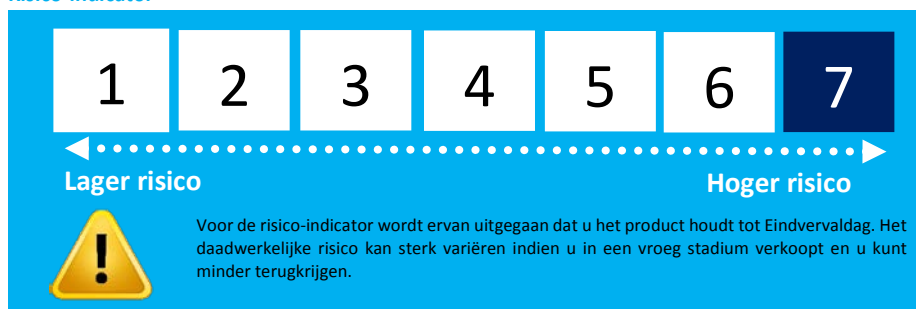 Risico-indicator
1 2 3 4 5 6 7
Lager risico Hoger risico
Voor de risico-indicator wordt ervan uitgegaan dat u het product houdt tot Eindvervaldag. Het
daadwerkelijke risico kan sterk variëren indien u in een vroeg stadium verkoopt en u kunt
minder terugkrijgen.